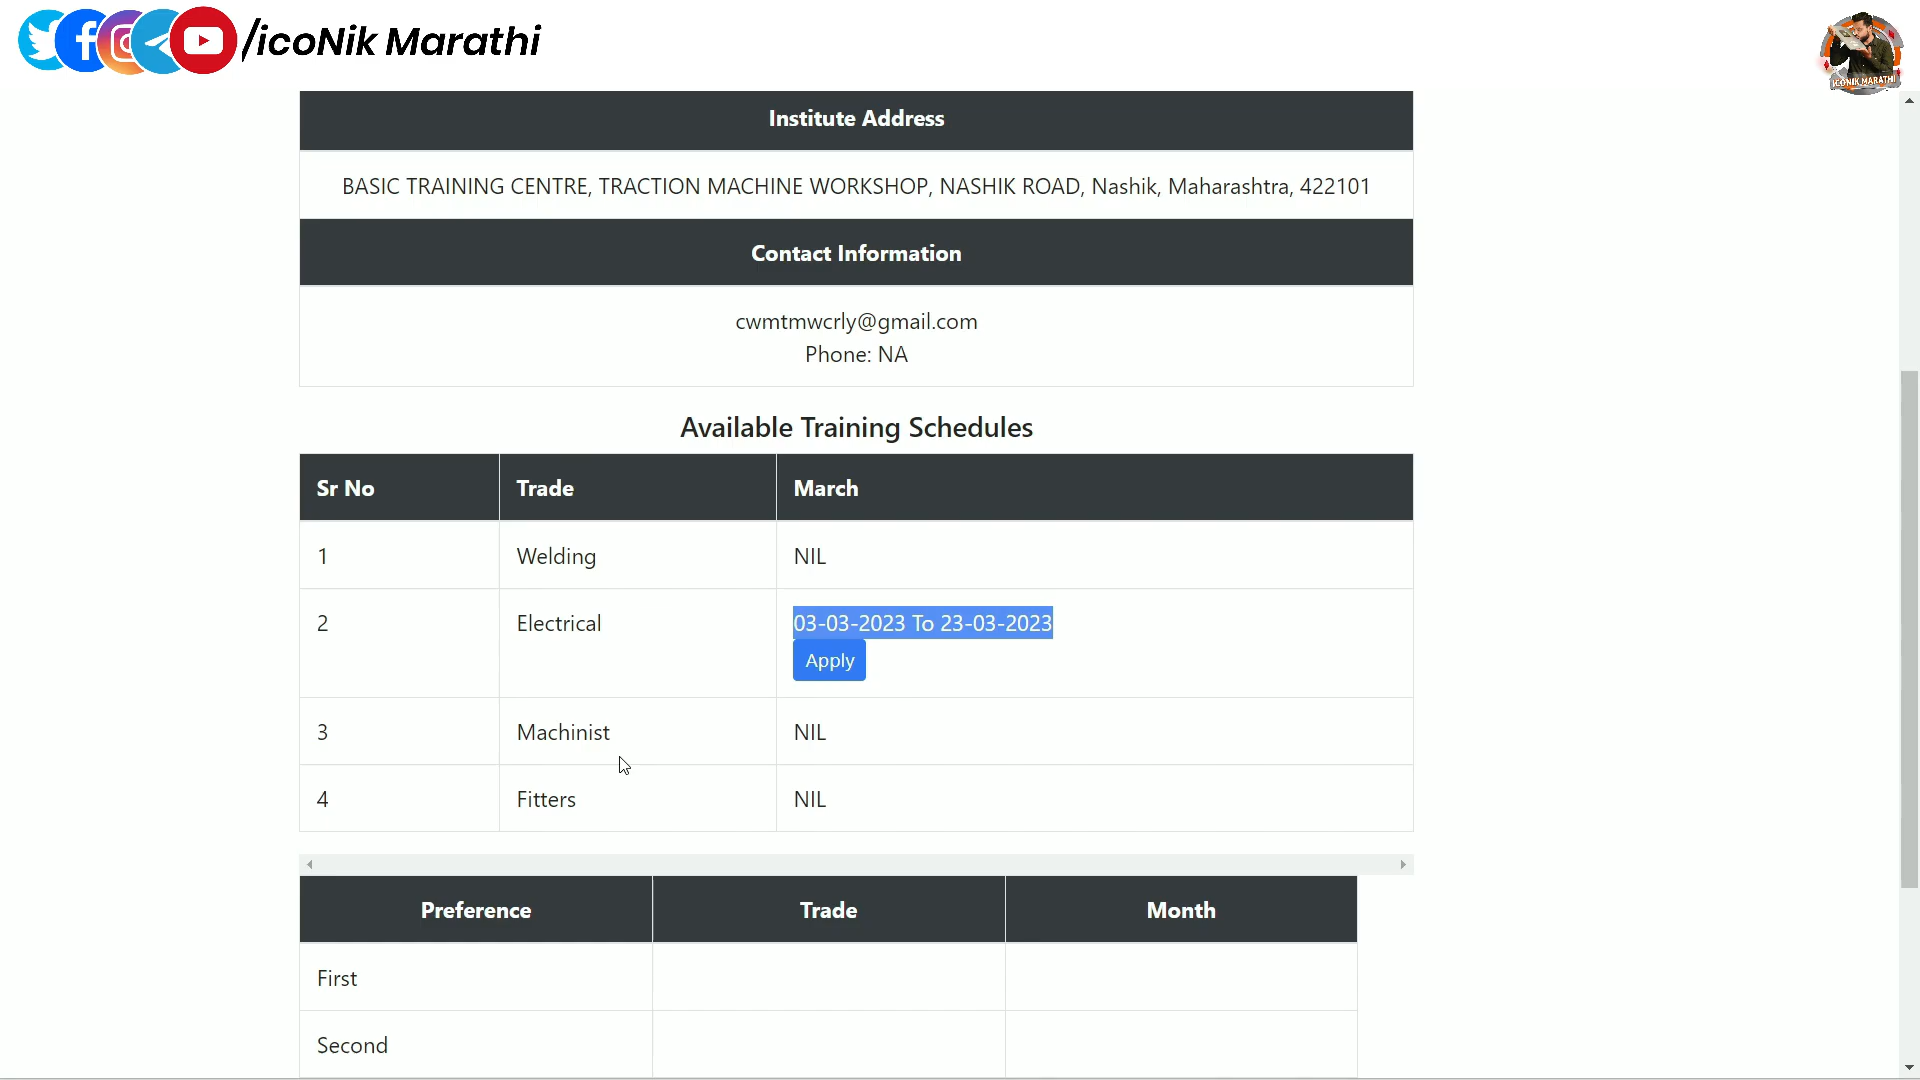 /icoNik Marathi
ICONIK MARATHI
Institute Address
BASIC TRAINING CENTRE, TRACTION MACHINE WORKSHOP, NASHIK ROAD, Nashik, Maharashtra, 422101
Contact Information
cwmtmwcrly@gmail.com
Phone: NA
Available Training Schedules
Sr No Trade March
1 Welding NIL
2 Electrical 03-03-2023 To 23-03-2023
Apply
3 Machinist NIL
4 Fitters NIL
Preference Trade Month
First
Second